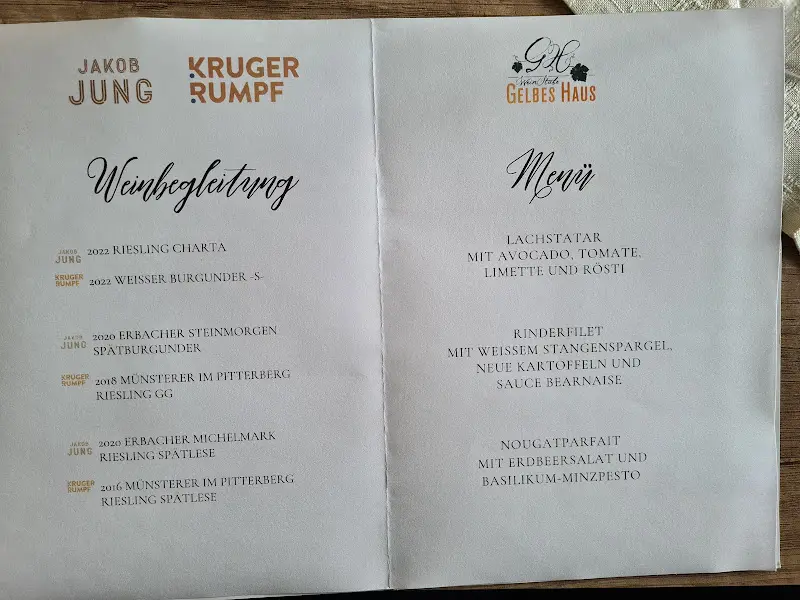 JAKOB
JUNG
KRUGER
RUMPF
Weinbegleitung
JAKOB
JUNG
2022 RIESLING CHARTA
KRUGER
RUMPF
2022 WEISSER BURGUNDER -S-
JAKOB
JUNG
2020 ERBACHER STEINMORGEN
SPÄTBURGUNDER
KRUGER
RUMPF
2018 MÜNSTERER IM PITTERBERG
RIESLING GG
JAKOB
JUNG
2020 ERBACHER MICHELMARK
RIESLING SPÄTLESE
KRUGER
RUMPF
2016 MÜNSTERER IM PITTERBERG
RIESLING SPÄTLESE
GH
WeinStube
GELBES HAUS
Menü
LACHSTATAR
MIT AVOCADO, TOMATE,
LIMETTE UND RÖSTI
RINDERFILET
MIT WEISSEM STANGENSPARGEL,
NEUE KARTOFFELN UND
SAUCE BEARNAISE
NOUGATPARFAIT
MIT ERDBEERSALAT UND
BASILIKUM-MINZPESTO